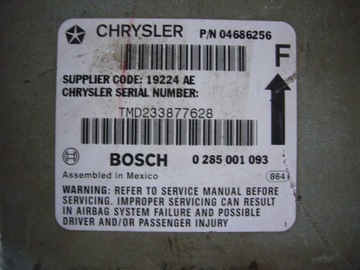 CHRYSLER P/N 04686256
F
SUPPLIER CODE: 19224 AE
CHRYSLER SERIAL NUMBER:
TMD233877628
BOSCH 0 285 001 093
Assembled in Mexico 864
WARNING: REFER TO SERVICE MANUAL BEFORE
SERVICING. IMPROPER SERVICING CAN RESULT
IN AIRBAG SYSTEM FAILURE AND POSSIBLE
DRIVER AND/OR PASSENGER INJURY